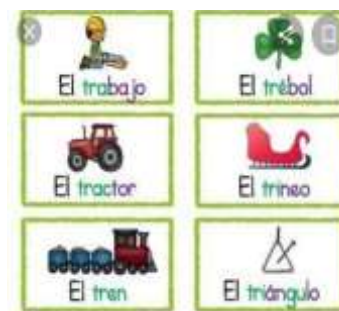 El trabajo
El trébol
El tractor
El trineo
El tren
El triángulo